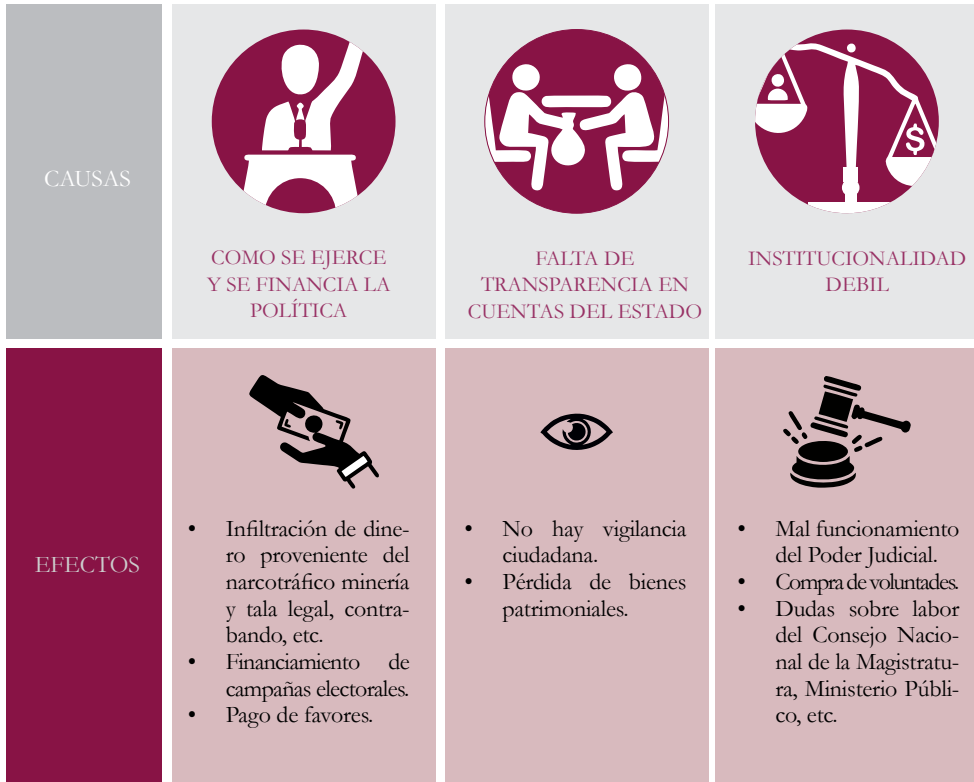 CAUSAS
COMO SE EJERCE
Y SE FINANCIA LA
POLÍTICA
FALTA DE
TRANSPARENCIA EN
CUENTAS DEL ESTADO
$
INSTITUCIONALIDAD
DEBIL
EFECTOS
• Infiltración de dine-
ro proveniente del
narcotráfico minería
y tala legal, contra-
bando, etc.
• Financiamiento de
campañas electorales.
• Pago de favores.
• No hay vigilancia
ciudadana.
• Pérdida de bienes
patrimoniales.
• Mal funcionamiento
del Poder Judicial.
• Compra de voluntades.
• Dudas sobre labor
del Consejo Nacio-
nal de la Magistratu-
ra, Ministerio Públi-
co, etc.